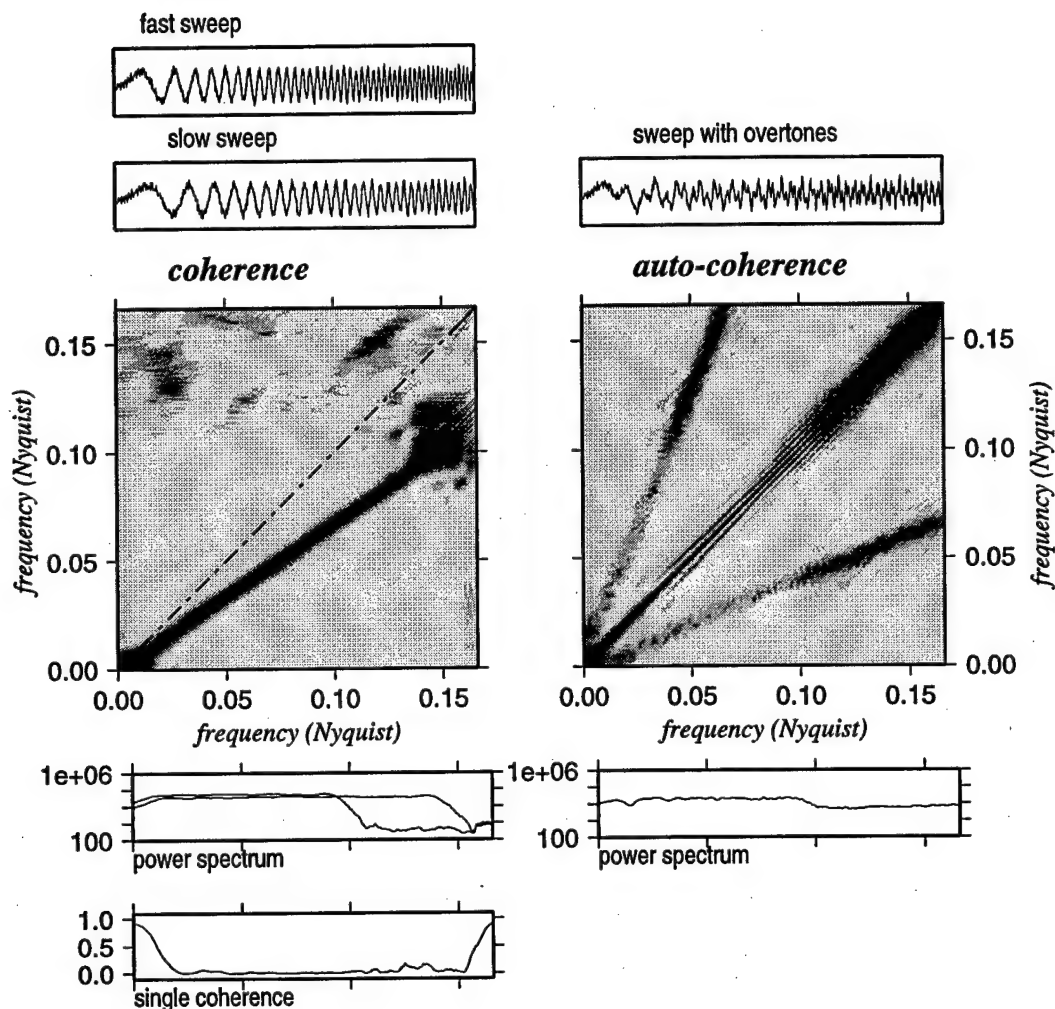 fast sweep
slow sweep
coherence
frequency (Nyquist)
0.15
0.10
0.05
0.00
0.00 0.05 0.10 0.15
frequency (Nyquist)
1e+06
100
power spectrum
1.0
0.5
0.0
single coherence
sweep with overtones
auto-coherence
0.15
0.10
0.05
0.00
frequency (Nyquist)
0.00 0.05 0.10 0.15
frequency (Nyquist)
1e+06
100
power spectrum